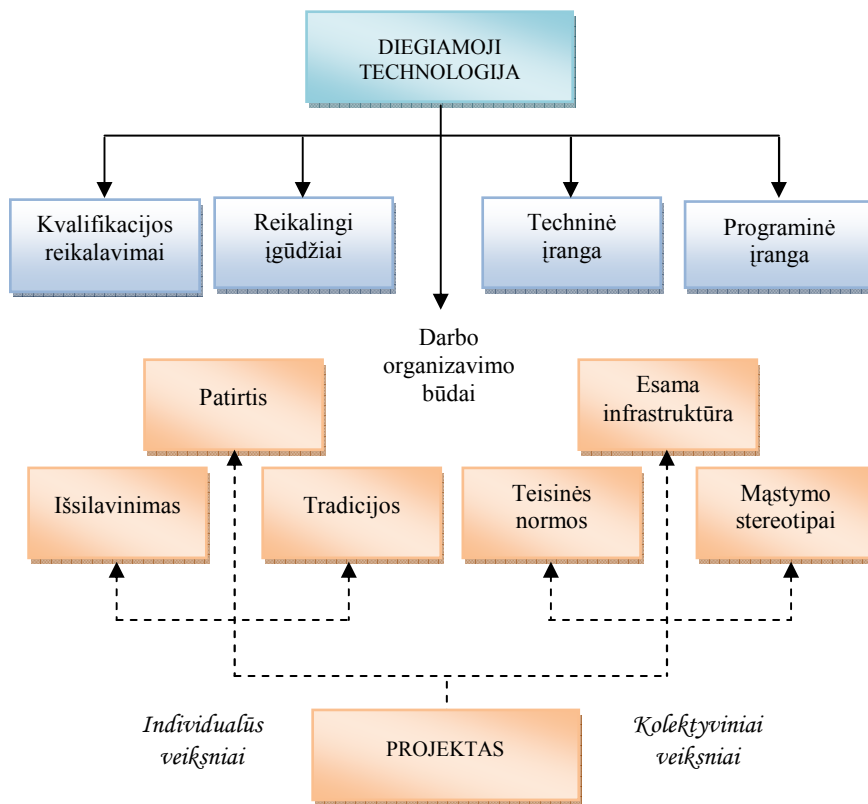 DIEGIAMOJI
TECHNOLOGIJA
Kvalifikacijos
reikalavimai
Reikalingi
įgūdžiai
Techninė
įranga
Programinė
įranga
Darbo
organizavimo
būdai
Patirtis
Esama
infrastruktūra
Išsilavinimas
Tradicijos
Teisinės
normos
Mąstymo
stereotipai
Individualūs
veiksniai
PROJEKTAS
Kolektyviniai
veiksniai